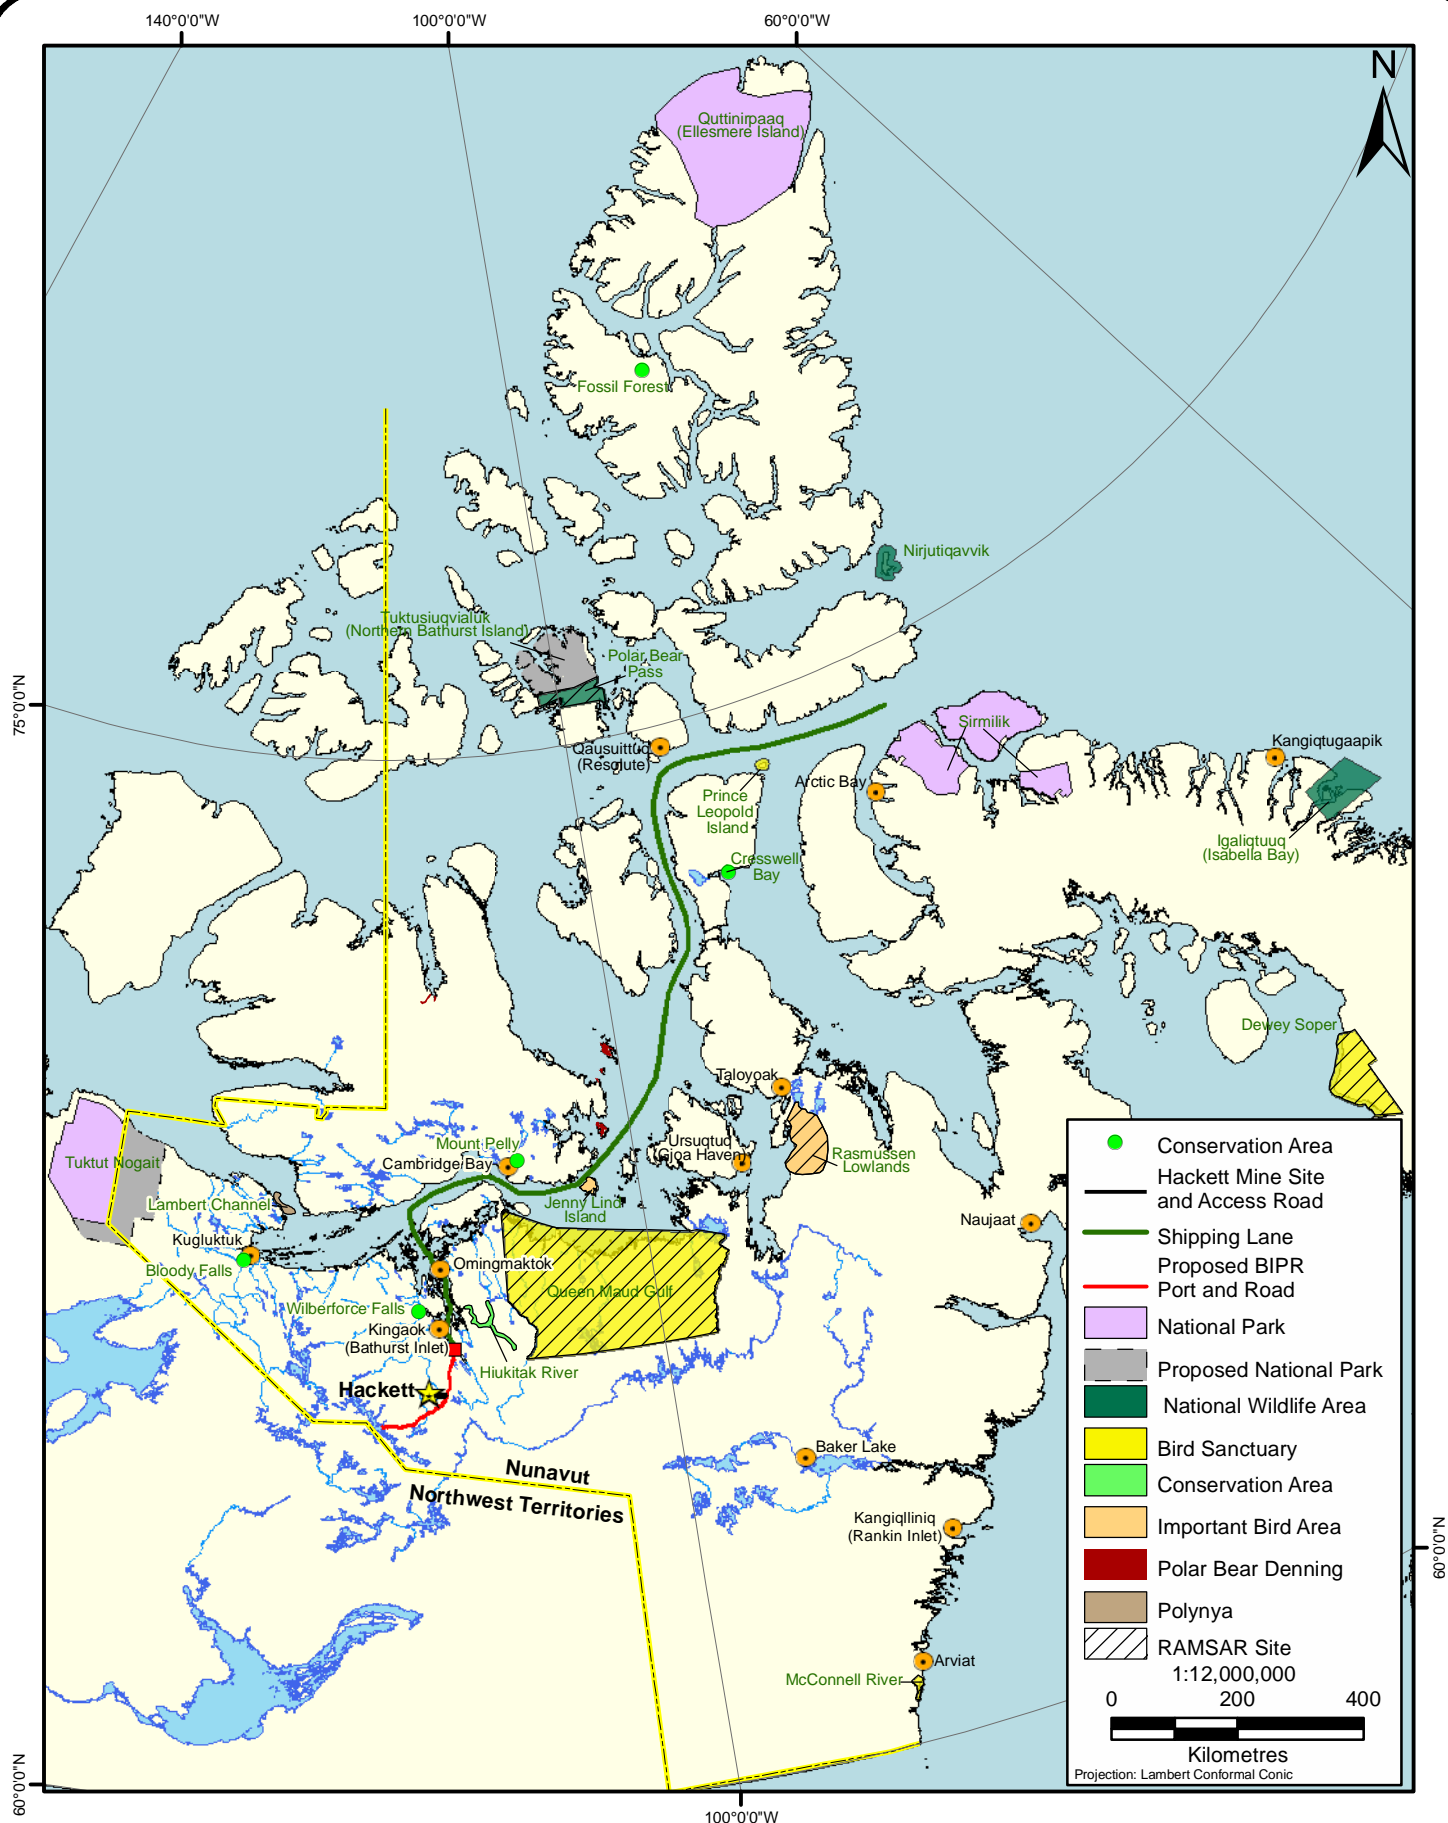 140°0'0"W
100°0'0"W
60°0'0"W
N
Quttinirpaaq
(Ellesmere Island)
Fossil Forest
Nirjutiqavvik
Tuktusiuqvialuk
(Northern Bathurst Island)
Polar Bear
Pass
75°0'0"N
Sirmilik
Qausuittuq
(Resolute)
Kangiqtugaapik
Arctic Bay
Prince
Leopold
Island
Igaliqtuuq
(Isabella Bay)
Cresswell
Bay
Dewey Soper
Taloyoak
Mount Pelly
Cambridge Bay
Ursuqtuq
(Gjoa Haven)
Rasmussen
Lowlands
Tuktut Nogait
Lambert Channel
Jenny Lind
Island
Naujaat
Kugluktuk
Bloody Falls
Omingmaktok
Queen Maud Gulf
Wilberforce Falls
Kingaok
(Bathurst Inlet)
Hiukitak River
Hackett
Baker Lake
Nunavut
Northwest Territories
Kangiqlliniq
(Rankin Inlet)
60°0'0"N
Arviat
McConnell River
Conservation Area
Hackett Mine Site
and Access Road
Shipping Lane
Proposed BIPR
Port and Road
National Park
Proposed National Park
National Wildlife Area
Bird Sanctuary
Conservation Area
Important Bird Area
Polar Bear Denning
Polynya
RAMSAR Site
1:12,000,000
0 200 400
Kilometres
Projection: Lambert Conformal Conic
60°0'0"N
100°0'0"W